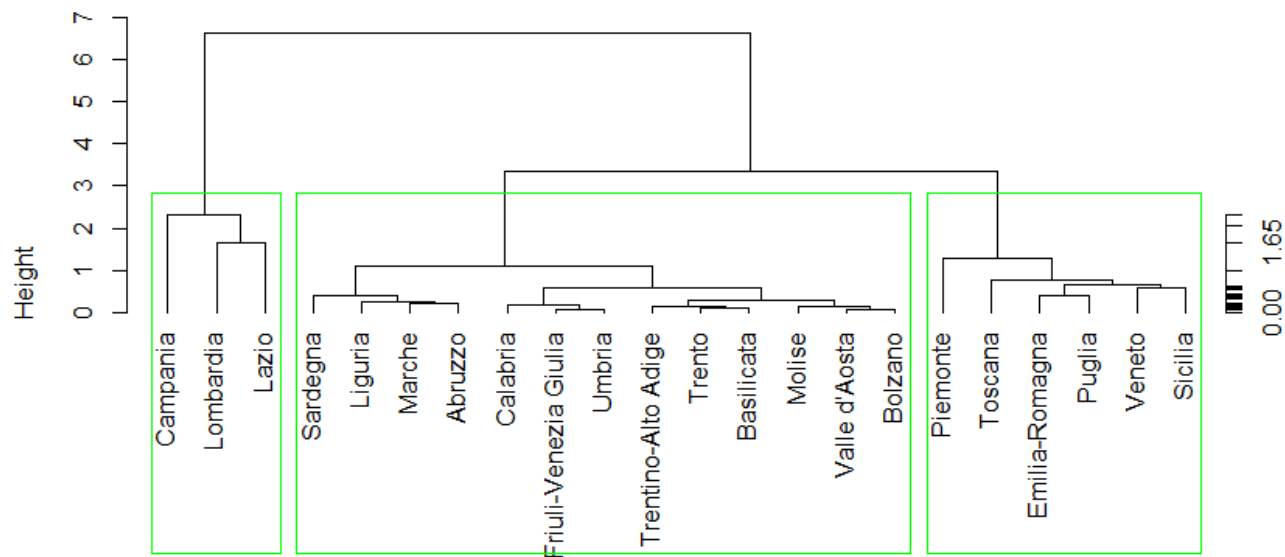 7
6
5
4
3
2
1
0
Height
Campania
Lombardia
Lazio
Sardegna
Liguria
Marche
Abruzzo
Calabria
Friuli-Venezia Giulia
Umbria
Trentino-Alto Adige
Trento
Basilicata
Molise
Valle d'Aosta
Bolzano
Piemonte
Toscana
Emilia-Romagna
Puglia
Veneto
Sicilia
0.00 1.65